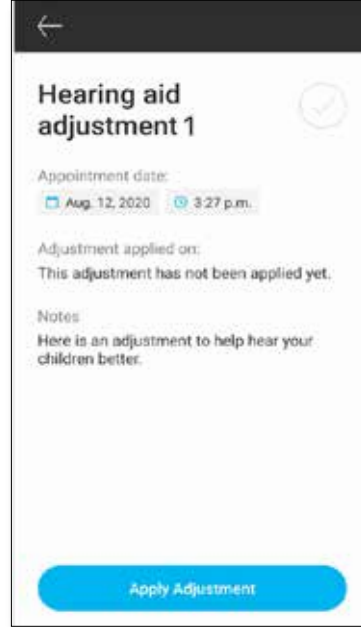 Hearing aid
adjustment 1
Appointment date:
Aug. 12, 2020 3:27 p.m.
Adjustment applied on:
This adjustment has not been applied yet.
Notes
Here is an adjustment to help hear your
children better.
Apply Adjustment